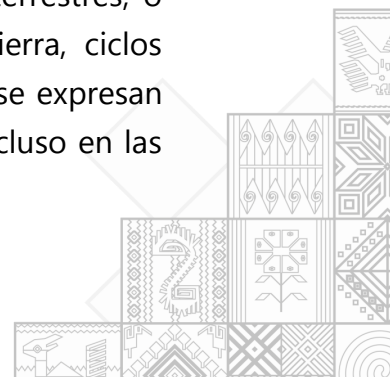 terrestres, o
ierra, ciclos
se expresan
cluso en las